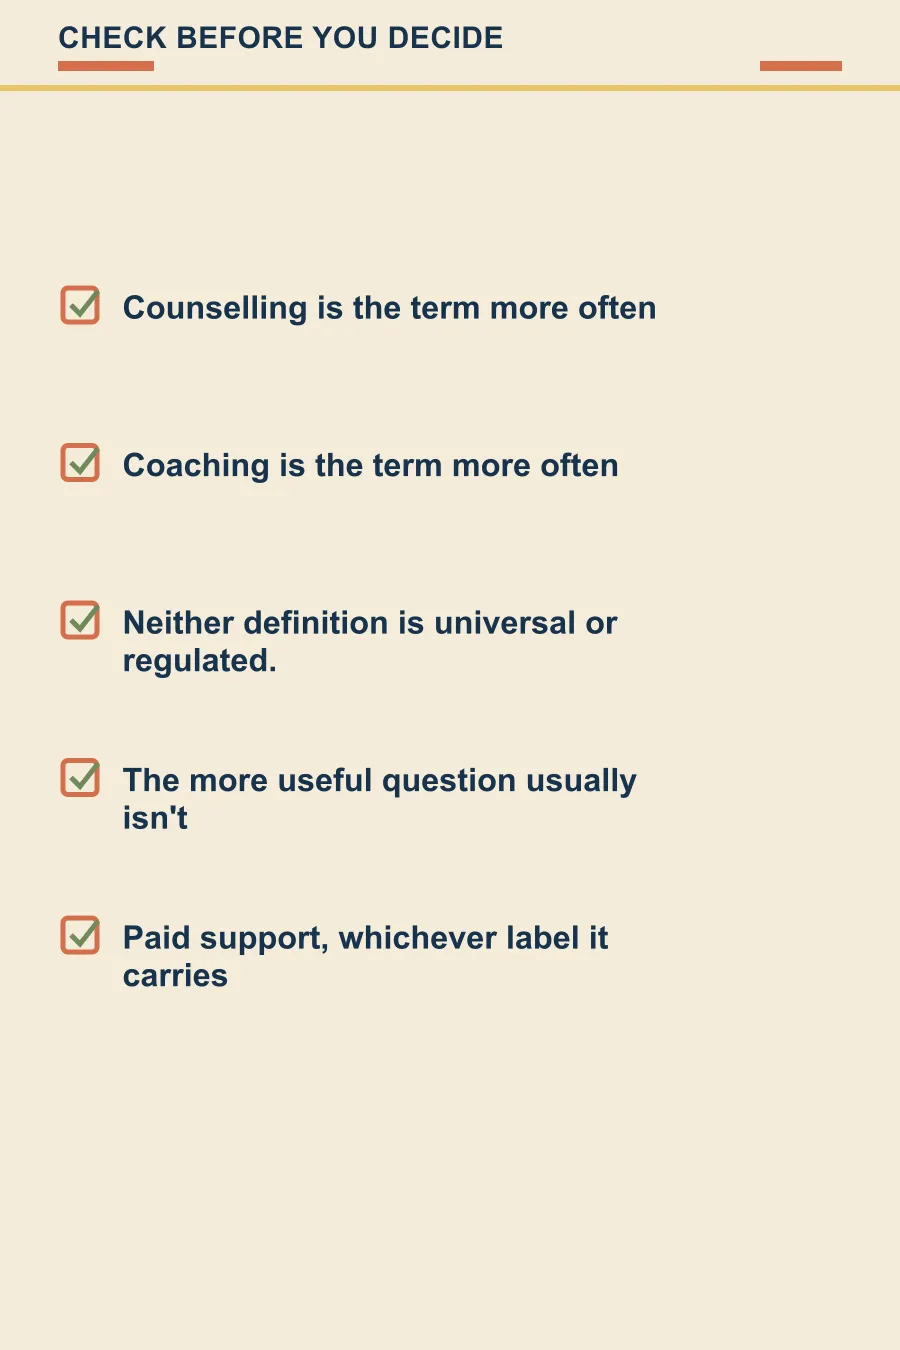 CHECK BEFORE YOU DECIDE
Counselling is the term more often
Coaching is the term more often
Neither definition is universal or
regulated.
The more useful question usually
isn't
Paid support, whichever label it
carries